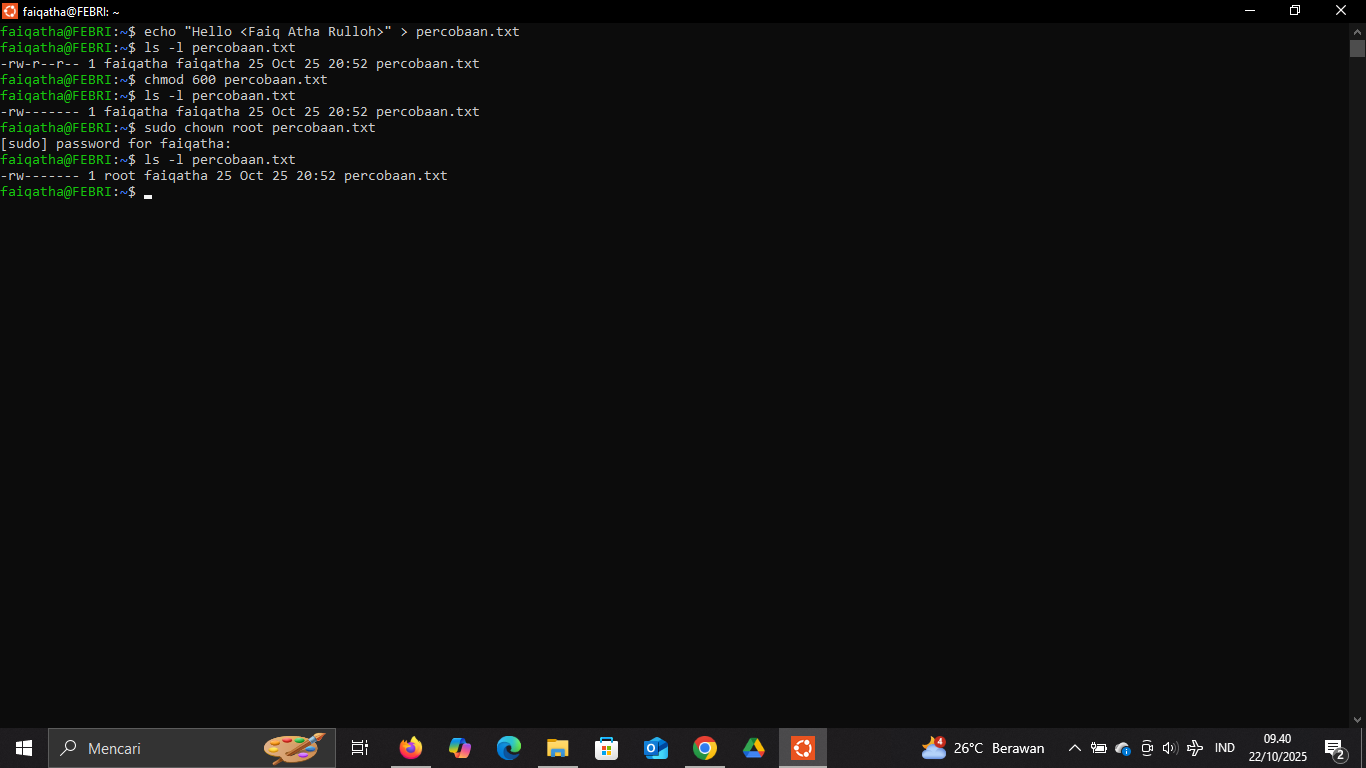 faiqatha@FEBRI: ~
faiqatha@FEBRI:~$ echo "Hello <Faiq Atha Rulloh>" > percobaan.txt
faiqatha@FEBRI:~$ ls -l percobaan.txt
-rw-r--r-- 1 faiqatha faiqatha 25 Oct 25 20:52 percobaan.txt
faiqatha@FEBRI:~$ chmod 600 percobaan.txt
faiqatha@FEBRI:~$ ls -l percobaan.txt
-rw------- 1 faiqatha faiqatha 25 Oct 25 20:52 percobaan.txt
faiqatha@FEBRI:~$ sudo chown root percobaan.txt
[sudo] password for faiqatha:
faiqatha@FEBRI:~$ ls -l percobaan.txt
-rw------- 1 root faiqatha 25 Oct 25 20:52 percobaan.txt
faiqatha@FEBRI:~$
Mencari
4
26°C Berawan
IND
09.40
22/10/2025
2